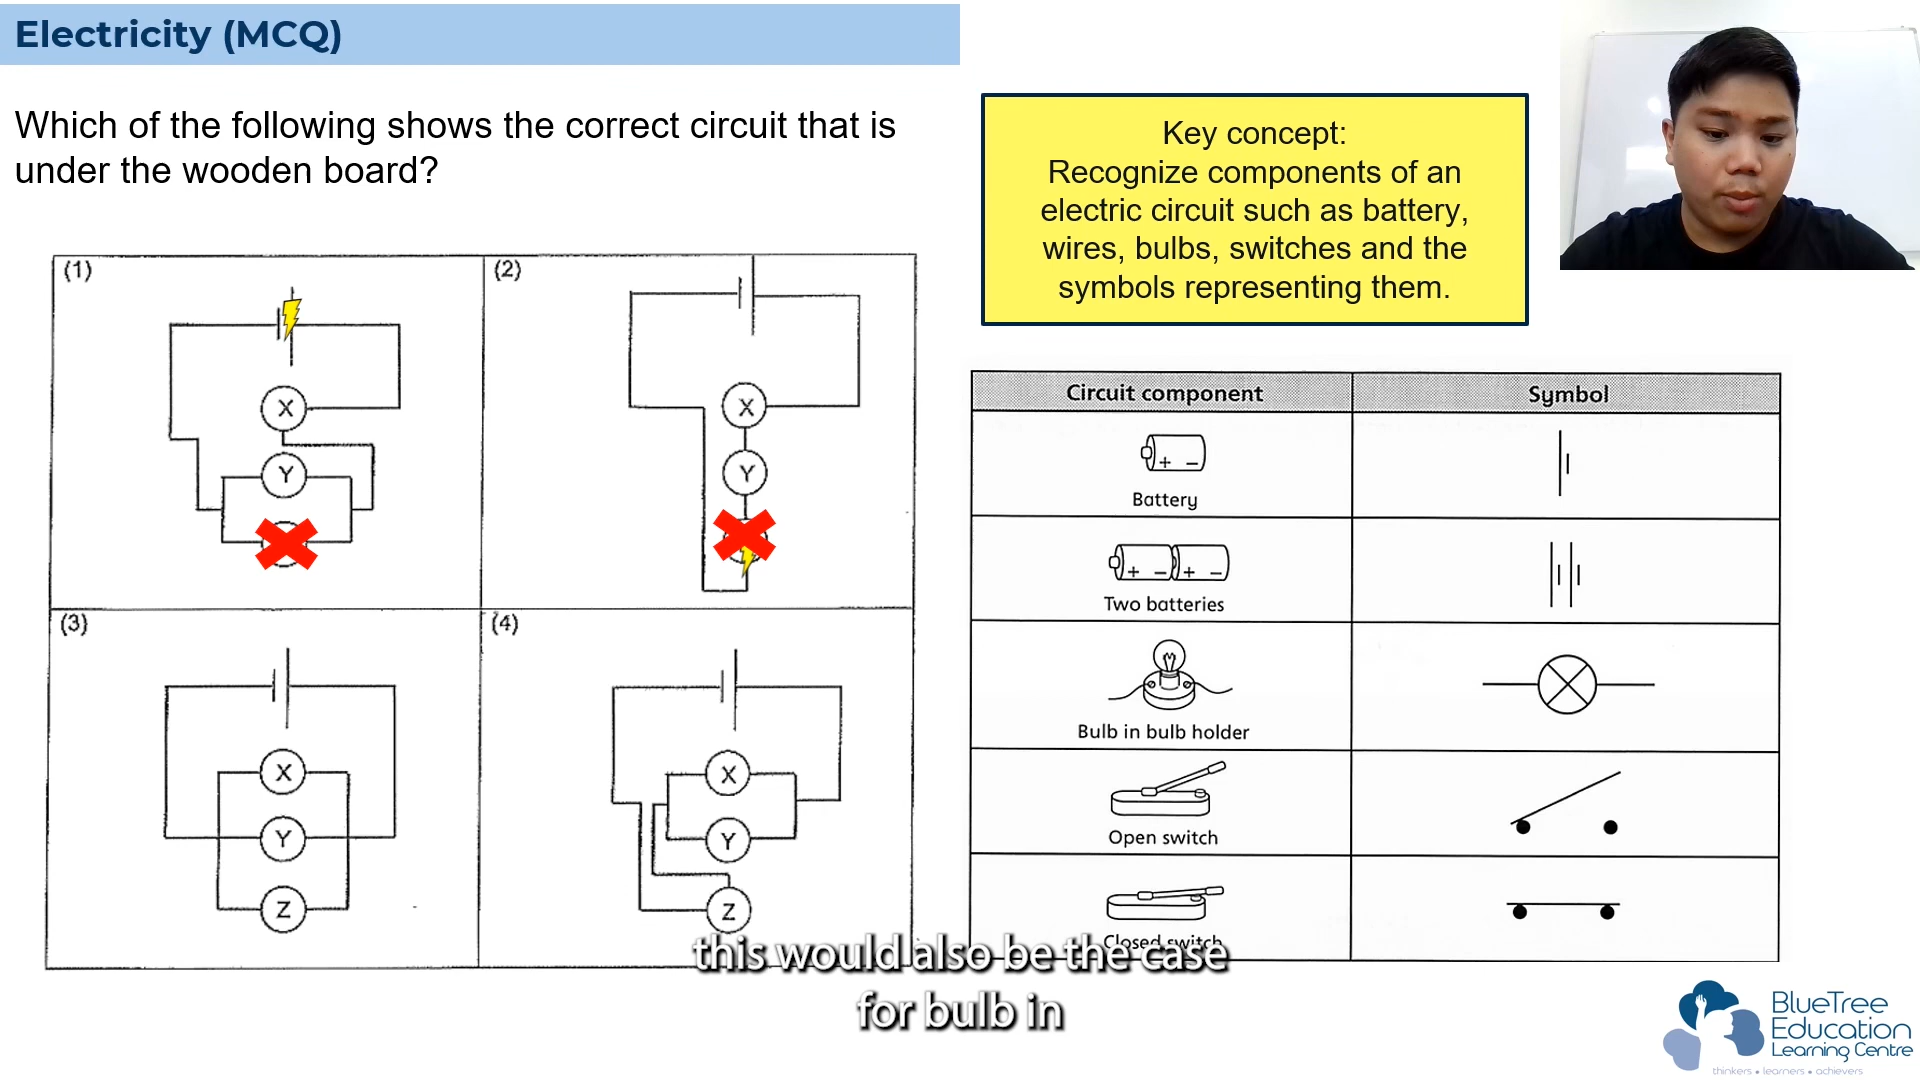 Electricity (MCQ)
Which of the following shows the correct circuit that is
under the wooden board?
Key concept:
Recognize components of an
electric circuit such as battery,
wires, bulbs, switches and the
symbols representing them.
(1)
X
Y
(2)
X
Y
(3)
X
Y
Z
(4)
X
Y
Z
Circuit component
Symbol
+ −
Battery
+ − + −
Two batteries
Bulb in bulb holder
Open switch
Closed switch
this would also be the case
for bulb in
BlueTree
Education
Learning Centre
thinkers • learners • achievers